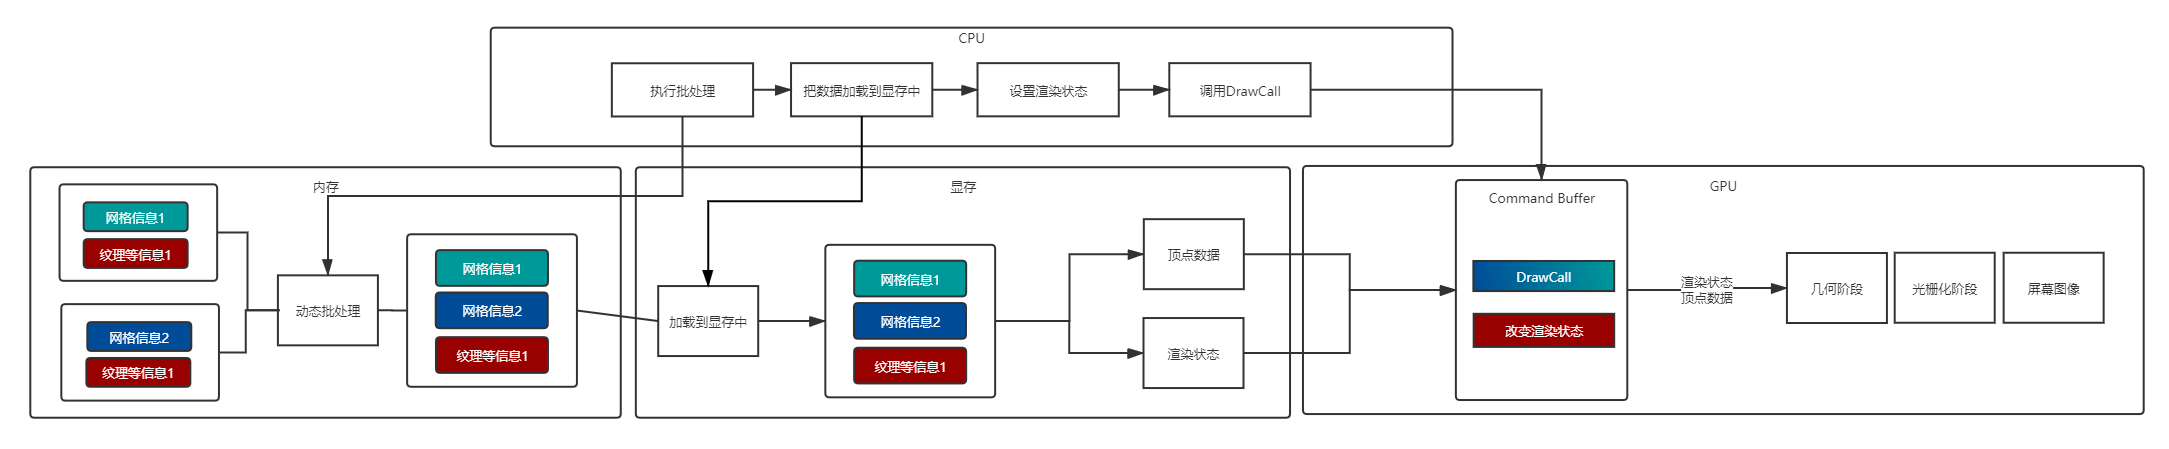 CPU
执行批处理
把数据加载到显存中
设置渲染状态
调用DrawCall
内存
网格信息1
纹理等信息1
网格信息2
纹理等信息1
动态批处理
网格信息1
网格信息2
纹理等信息1
显存
加载到显存中
网格信息1
网格信息2
纹理等信息1
顶点数据
渲染状态
GPU
Command Buffer
DrawCall
改变渲染状态
渲染状态
顶点数据
几何阶段
光栅化阶段
屏幕图像